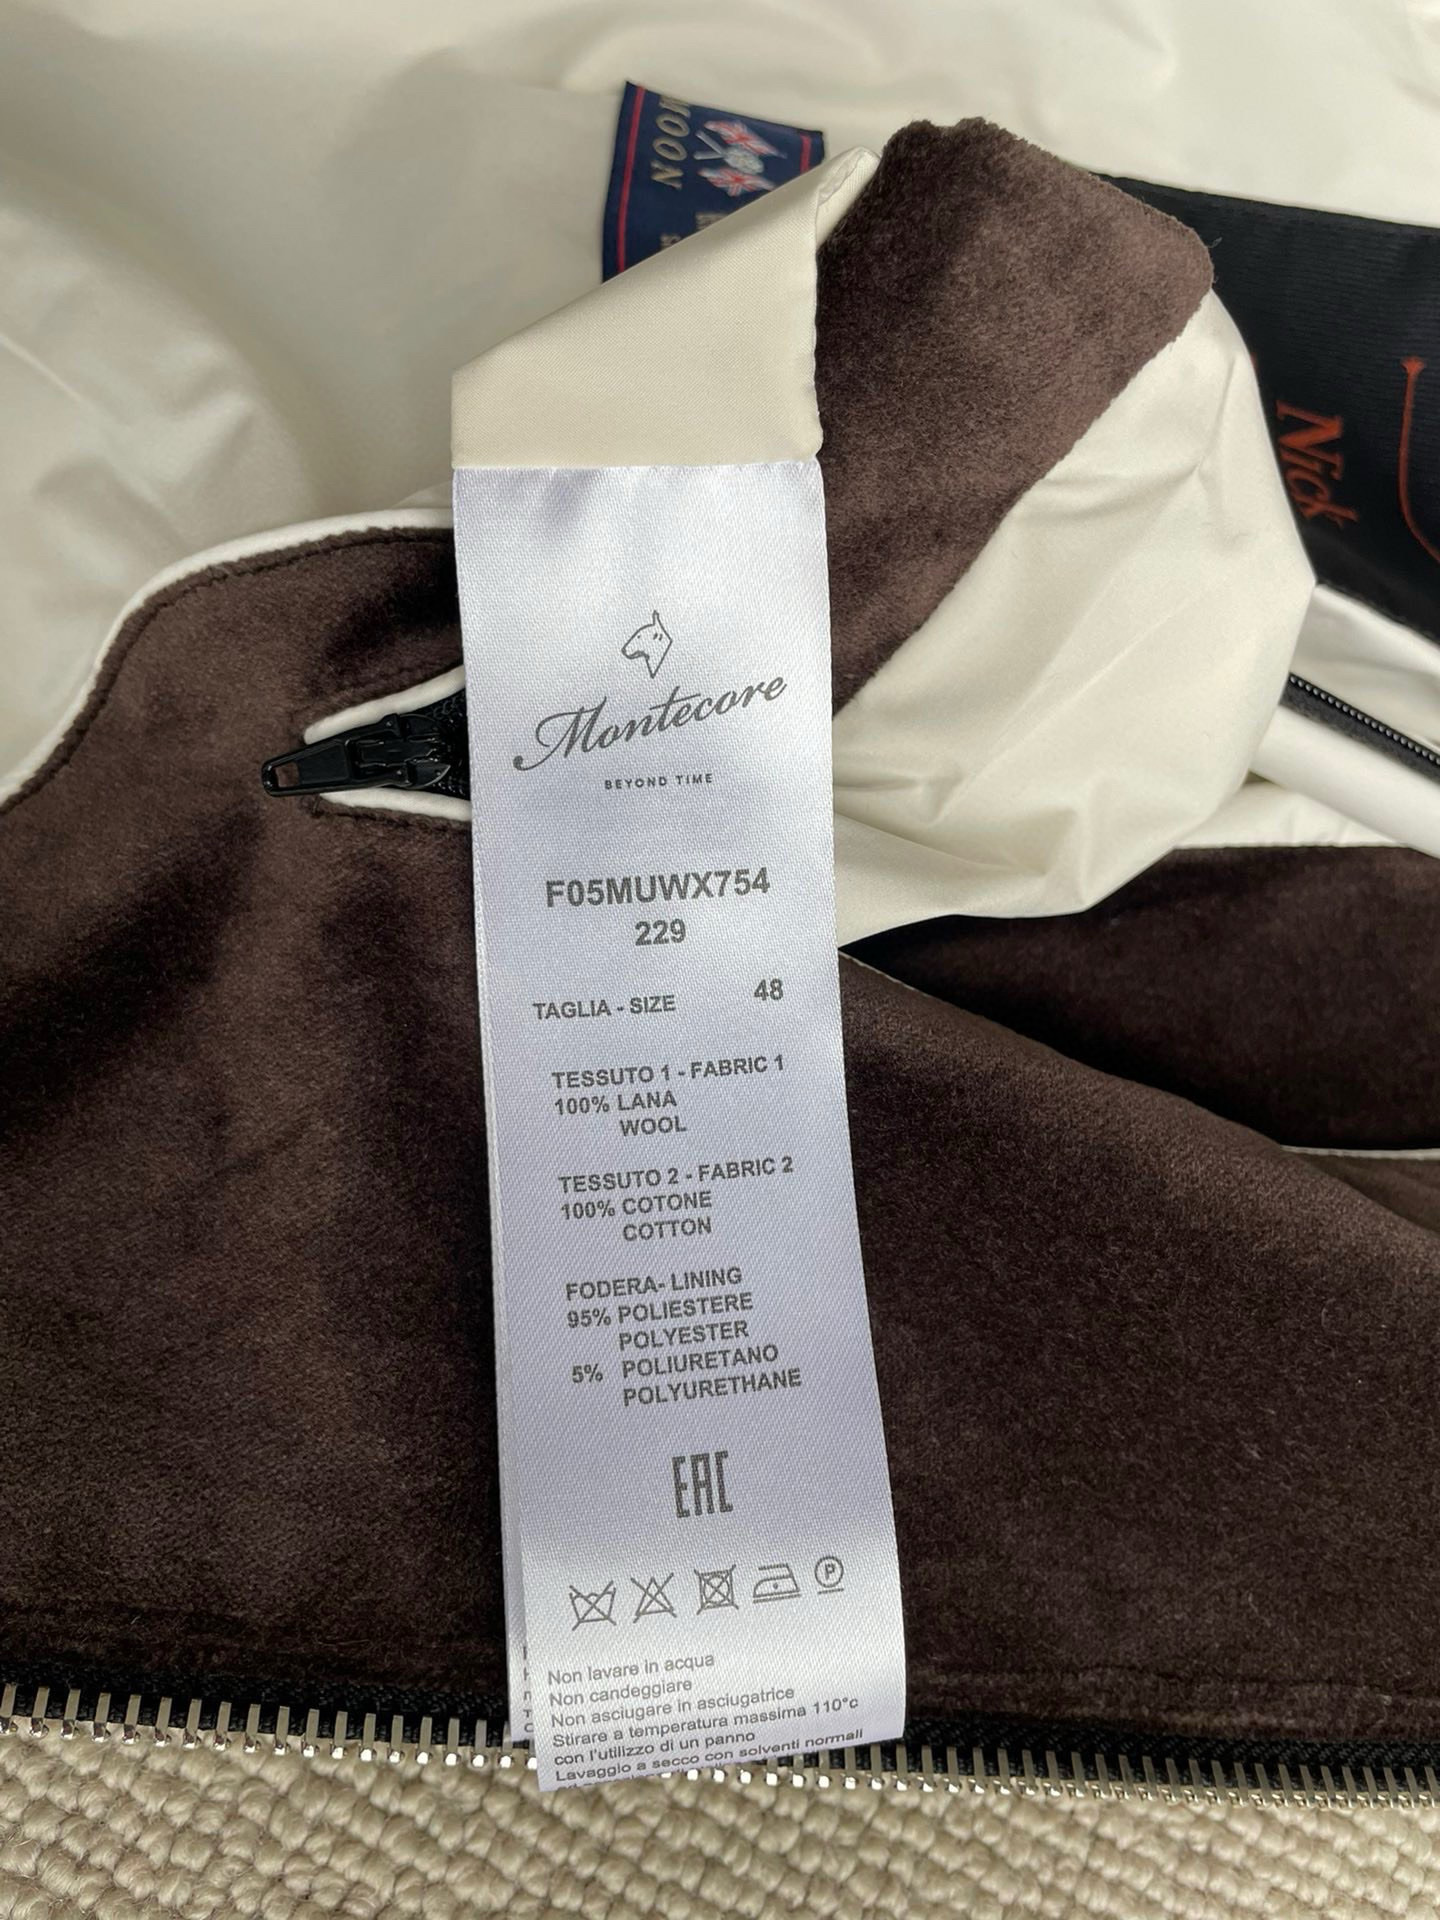 MOON
Nick
Montecore
BEYOND TIME
F05MUWX754
229
TAGLIA - SIZE 48
TESSUTO 1 - FABRIC 1
100% LANA
WOOL
TESSUTO 2 - FABRIC 2
100% COTONE
COTTON
FODERA- LINING
95% POLIESTERE
POLYESTER
5% POLIURETANO
POLYURETHANE
EAC
P
Non lavare in acqua
Non candeggiare
Non asciugare in asciugatrice
Stirare a temperatura massima 110°c
con l'utilizzo di un panno
Lavaggio a secco con solventi normali